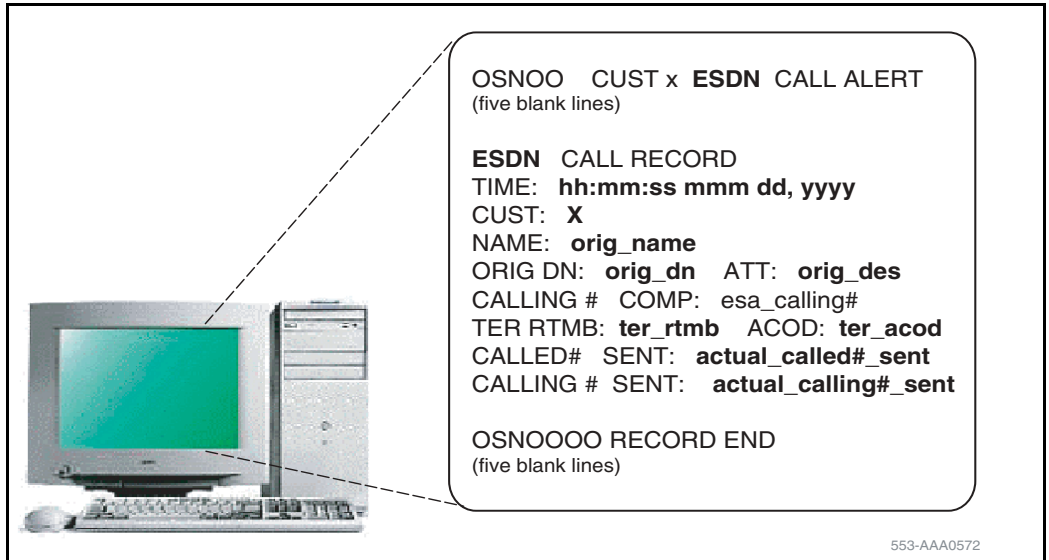 OSNOO CUST x ESDN CALL ALERT
(five blank lines)
ESDN CALL RECORD
TIME: hh:mm:ss mmm dd, yyyy
CUST: X
NAME: orig_name
ORIG DN: orig_dn ATT: orig_des
CALLING # COMP: esa_calling#
TER RTMB: ter_rtmb ACOD: ter_acod
CALLED# SENT: actual_called#_sent
CALLING # SENT: actual_calling#_sent
OSNOOOO RECORD END
(five blank lines)
553-AAA0572